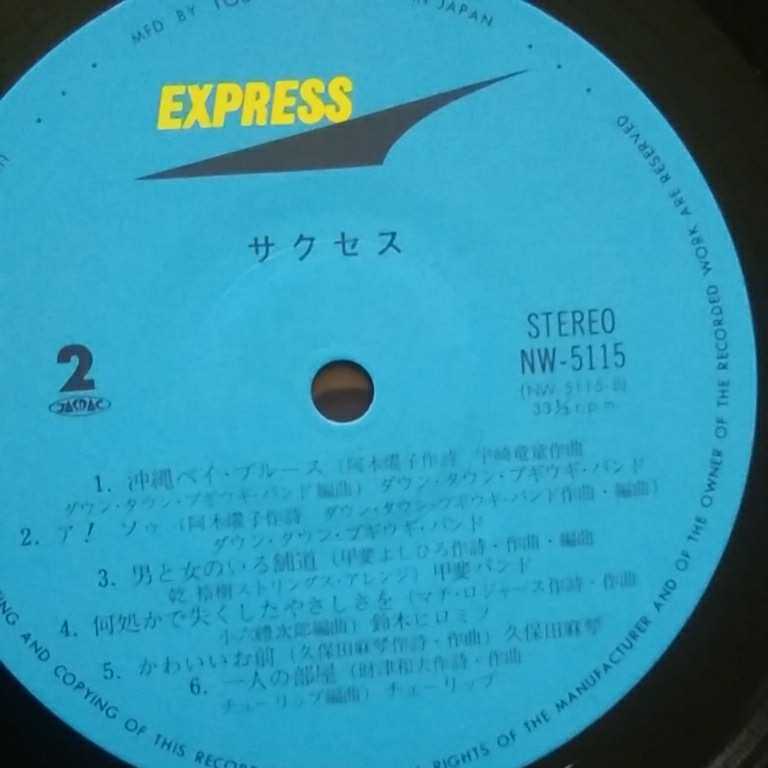 MFD BY
JAPAN
EXPRESS
サクセス
STEREO
NW-5115
(NW-5115-B)
33⅓ r.p.m.
2
JASRAC
1. 沖縄ベイ・ブルース (阿木燿子作詩 宇崎竜童作曲
ダウン・タウン・ブギウギ・バンド編曲) ダウン・タウン・ブギウギ・バンド
2. ア! ソゥ (阿木燿子作詩 ダウン・タウン・ブギウギ・バンド作曲・編曲)
ダウン・タウン・ブギウギ・バンド
3. 男と女のいる舗道 (甲斐よしひろ作詩・作曲・編曲
乾 裕樹ストリングス・アレンジ) 甲斐バンド
4. 何処かで失くしたやさしさを (マチ・ロジャース作詩・作曲
小六禮次郎編曲) 鈴木ヒロミツ
5. かわいいお前 (久保田麻琴作詩・作曲) 久保田麻琴
6. 一人の部屋 (財津和夫作詩・作曲
チューリップ編曲) チューリップ
AND COPYING OF THIS RECORD
RIGHTS OF THE MANUFACTURER AND OF THE OWNER OF THE RECORDED WORK ARE RESERVED